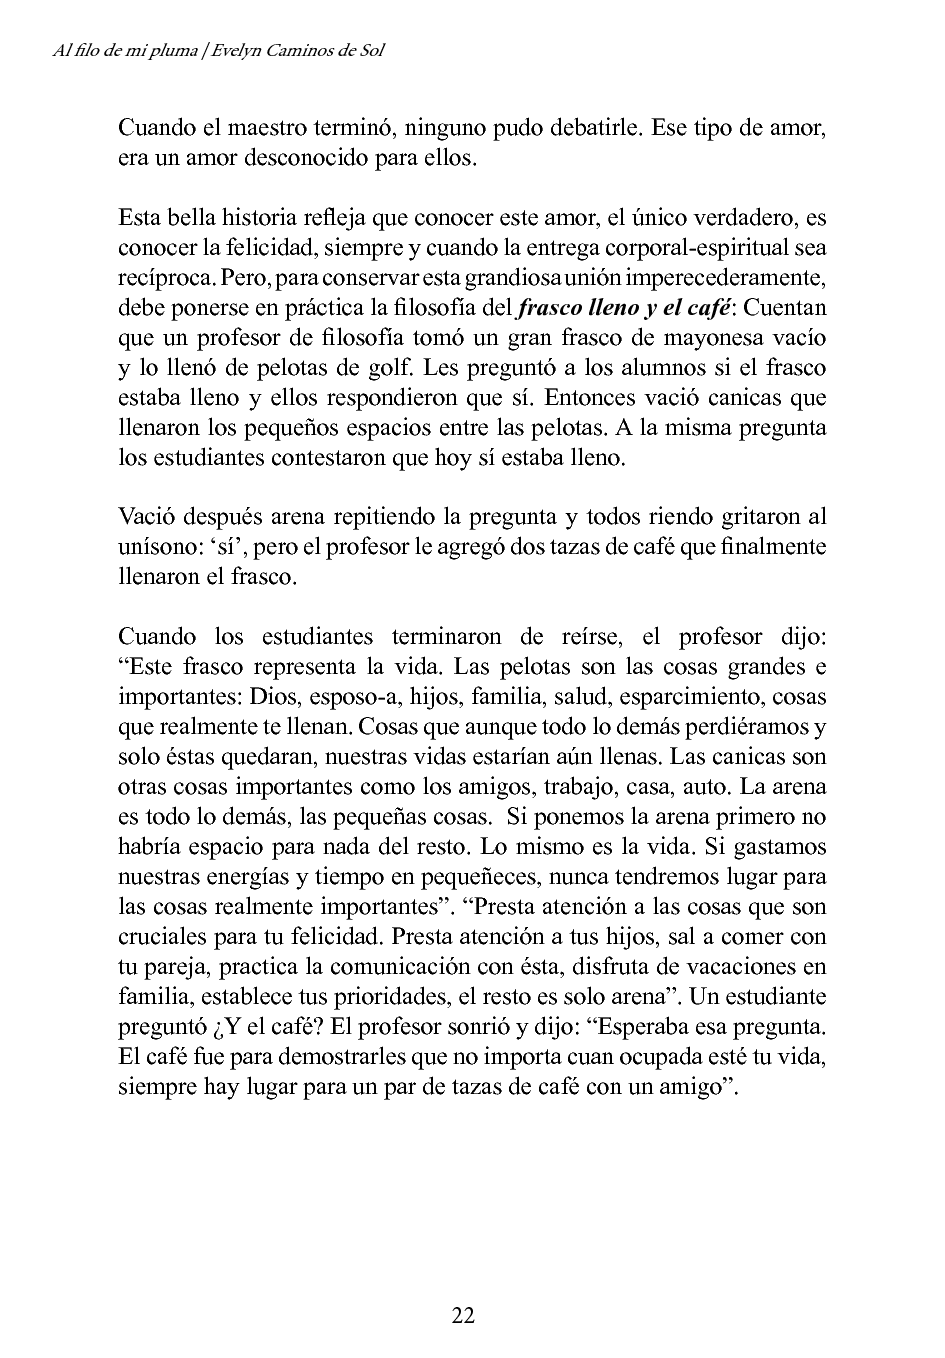 Al filo de mi pluma / Evelyn Caminos de Sol
Cuando el maestro terminó, ninguno pudo debatirle. Ese tipo de amor,
era un amor desconocido para ellos.
Esta bella historia refleja que conocer este amor, el único verdadero, es
conocer la felicidad, siempre y cuando la entrega corporal-espiritual sea
recíproca. Pero, para conservar esta grandiosa unión imperecederamente,
debe ponerse en práctica la filosofía del frasco lleno y el café: Cuentan
que un profesor de filosofía tomó un gran frasco de mayonesa vacío
y lo llenó de pelotas de golf. Les preguntó a los alumnos si el frasco
estaba lleno y ellos respondieron que sí. Entonces vació canicas que
llenaron los pequeños espacios entre las pelotas. A la misma pregunta
los estudiantes contestaron que hoy sí estaba lleno.
Vació después arena repitiendo la pregunta y todos riendo gritaron al
unísono: ‘sí’, pero el profesor le agregó dos tazas de café que finalmente
llenaron el frasco.
Cuando los estudiantes terminaron de reírse, el profesor dijo:
“Este frasco representa la vida. Las pelotas son las cosas grandes e
importantes: Dios, esposo-a, hijos, familia, salud, esparcimiento, cosas
que realmente te llenan. Cosas que aunque todo lo demás perdiéramos y
solo éstas quedaran, nuestras vidas estarían aún llenas. Las canicas son
otras cosas importantes como los amigos, trabajo, casa, auto. La arena
es todo lo demás, las pequeñas cosas.  Si ponemos la arena primero no
habría espacio para nada del resto. Lo mismo es la vida. Si gastamos
nuestras energías y tiempo en pequeñeces, nunca tendremos lugar para
las cosas realmente importantes”. “Presta atención a las cosas que son
cruciales para tu felicidad. Presta atención a tus hijos, sal a comer con
tu pareja, practica la comunicación con ésta, disfruta de vacaciones en
familia, establece tus prioridades, el resto es solo arena”. Un estudiante
preguntó ¿Y el café? El profesor sonrió y dijo: “Esperaba esa pregunta.
El café fue para demostrarles que no importa cuan ocupada esté tu vida,
siempre hay lugar para un par de tazas de café con un amigo”.
22